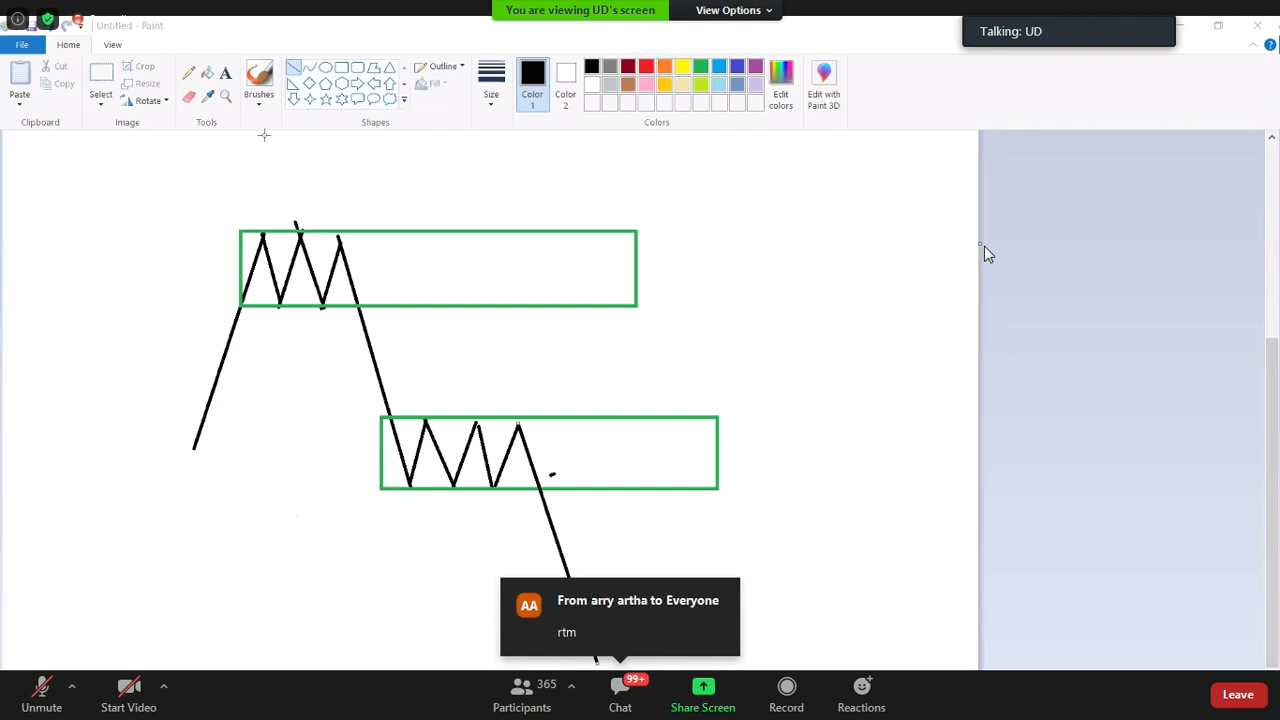 You are viewing UD's screen
View Options
Untitled - Paint
Talking: UD
File
Home
View
Paste
Cut
Copy
Clipboard
Select
Crop
Resize
Rotate
Image
A
Tools
Brushes
Outline
Fill
Shapes
Size
Color
1
Color
2
Edit
colors
Edit with
Paint 3D
Colors
AA
From arry artha to Everyone
rtm
Unmute
Start Video
365
Participants
99+
Chat
Share Screen
Record
Reactions
Leave